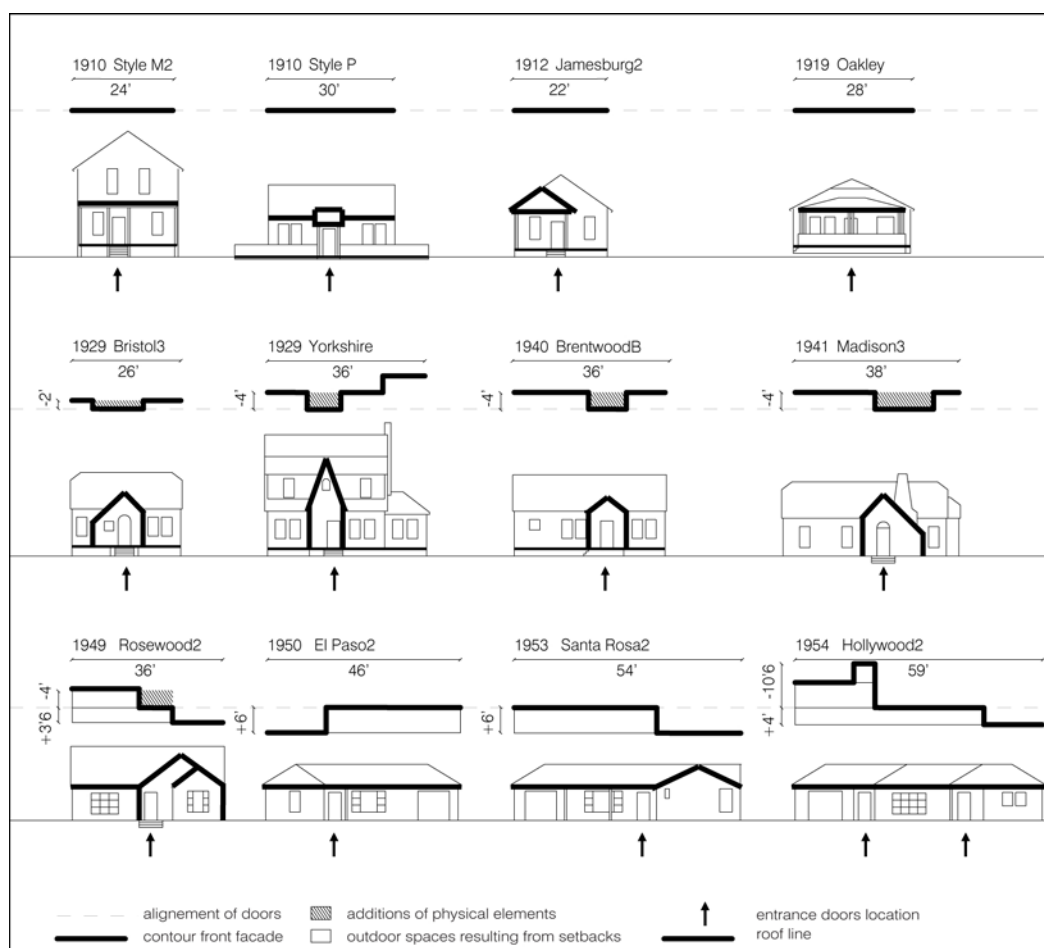 1910 Style M2
24'
1910 Style P
30'
1912 Jamesburg2
22'
1919 Oakley
28'
1929 Bristol3
26'
-2'
1929 Yorkshire
36'
-4'
1940 BrentwoodB
36'
-4'
1941 Madison3
38'
-4'
1949 Rosewood2
36'
-4'
+3'6
1950 El Paso2
46'
+6'
1953 Santa Rosa2
54'
+6'
1954 Hollywood2
59'
-10'6
+4'
alignement of doors
contour front facade
additions of physical elements
outdoor spaces resulting from setbacks
entrance doors location
roof line